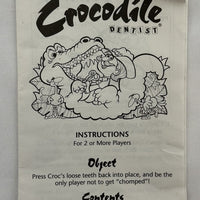 Crocodile
DENTIST®
INSTRUCTIONS
For 2 or More Players
Object
Press Croc's loose teeth back into place, and be the
only player not to get "chomped"!
Contents